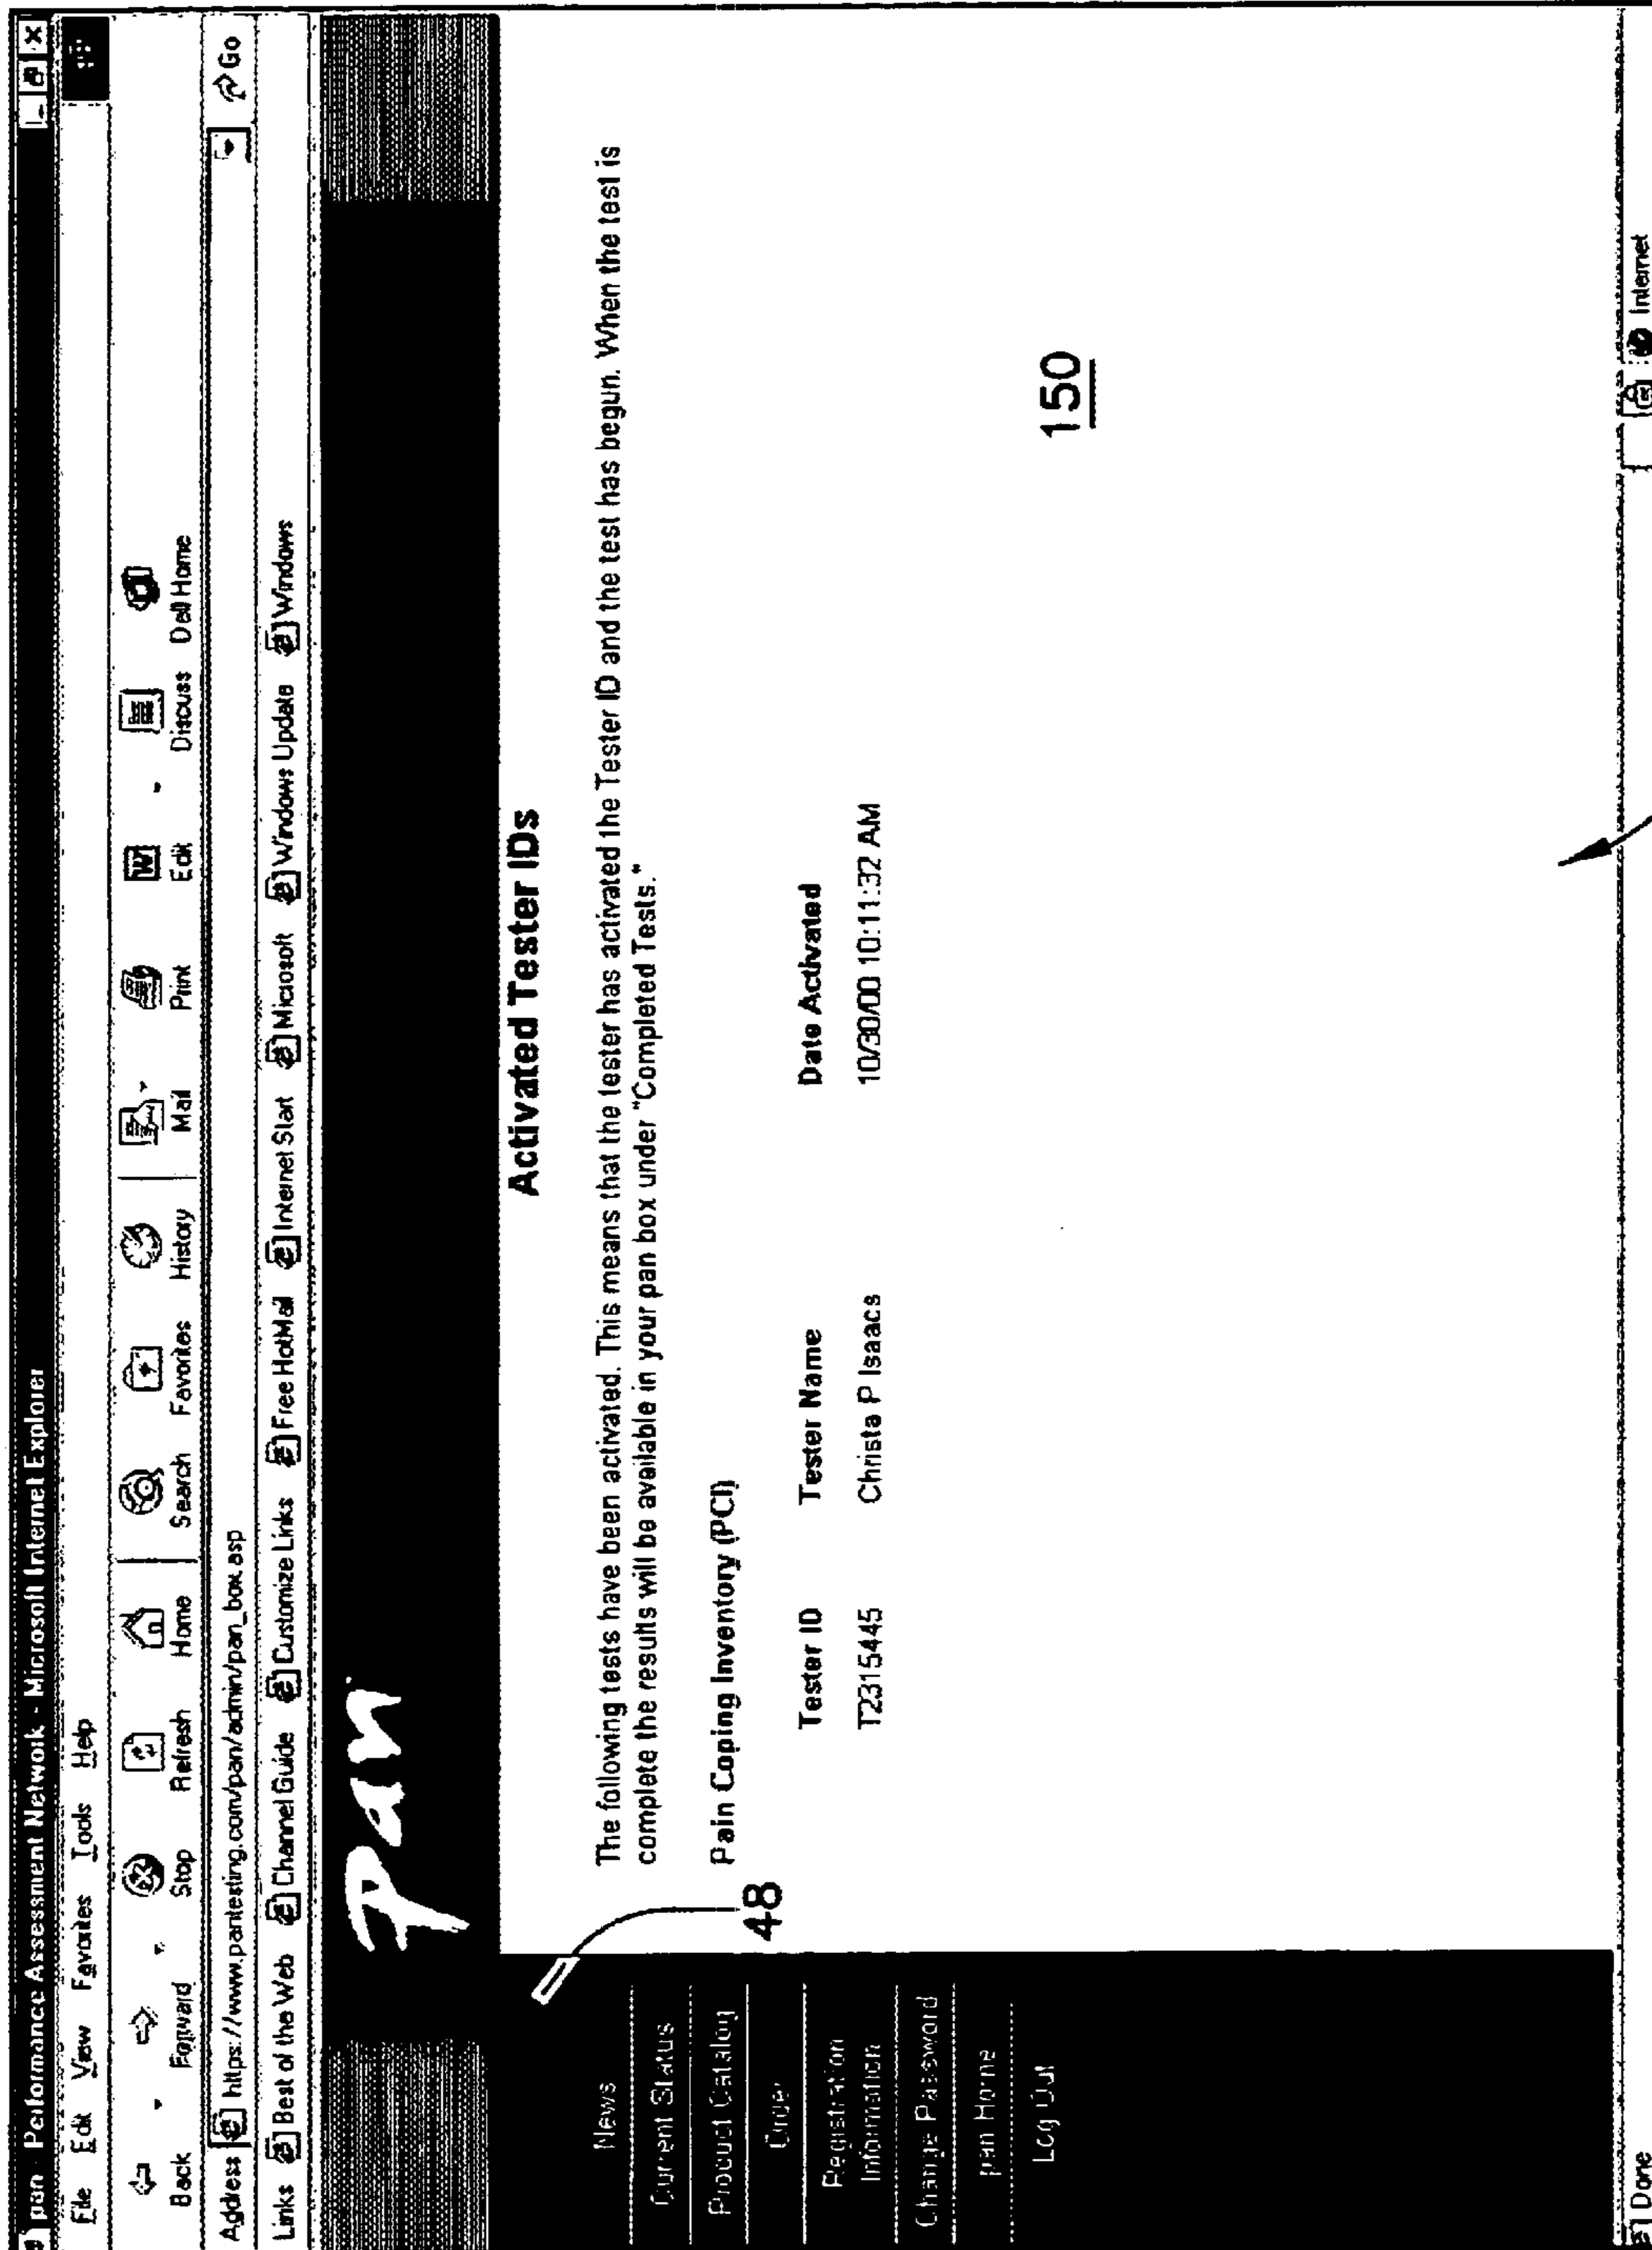 pan - Performance Assessment Network - Microsoft Internet Explorer
File Edit View Favorites Tools Help
Back Forward Stop Refresh Home Search Favorites History Mail Print Edit Discuss Dell Home
Address https://www.pantesting.com/pan/admin/pan_box.asp Go
Links Best of the Web Channel Guide Customize Links Free HotMail Internet Start Microsoft Windows Update Windows
Pan
News
Current Status
Product Catalog
Order
Registration
Information
Change Password
pan Home
Log Out
48
Activated Tester IDs
The following tests have been activated. This means that the tester has activated the Tester ID and the test has begun. When the test is
complete the results will be available in your pan box under "Completed Tests."
Pain Coping Inventory (PCI)
Tester ID Tester Name Date Activated
T2315445 Christa P Isaacs 10/30/00 10:11:32 AM
150
Done Internet